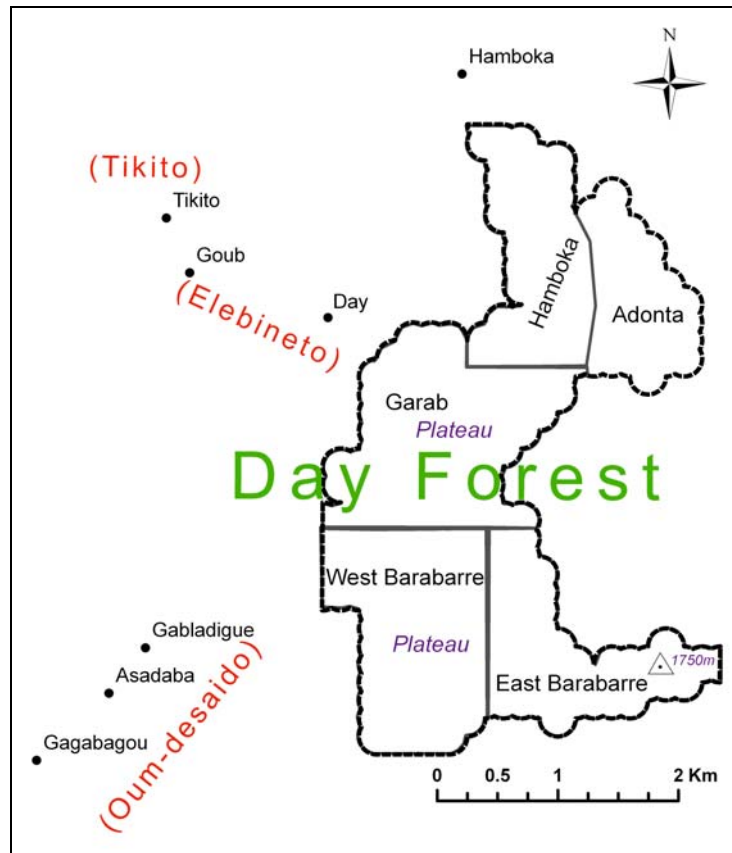 N
Hamboka
(Tikito)
Tikito
Goub
(Elebineto)
Day
Hamboka
Adonta
Garab
Plateau
Day Forest
West Barabarre
Plateau
Gabladigue
Asadaba
Gagabagou
(Oum-desaido)
East Barabarre
1750m
0 0.5 1 2 Km